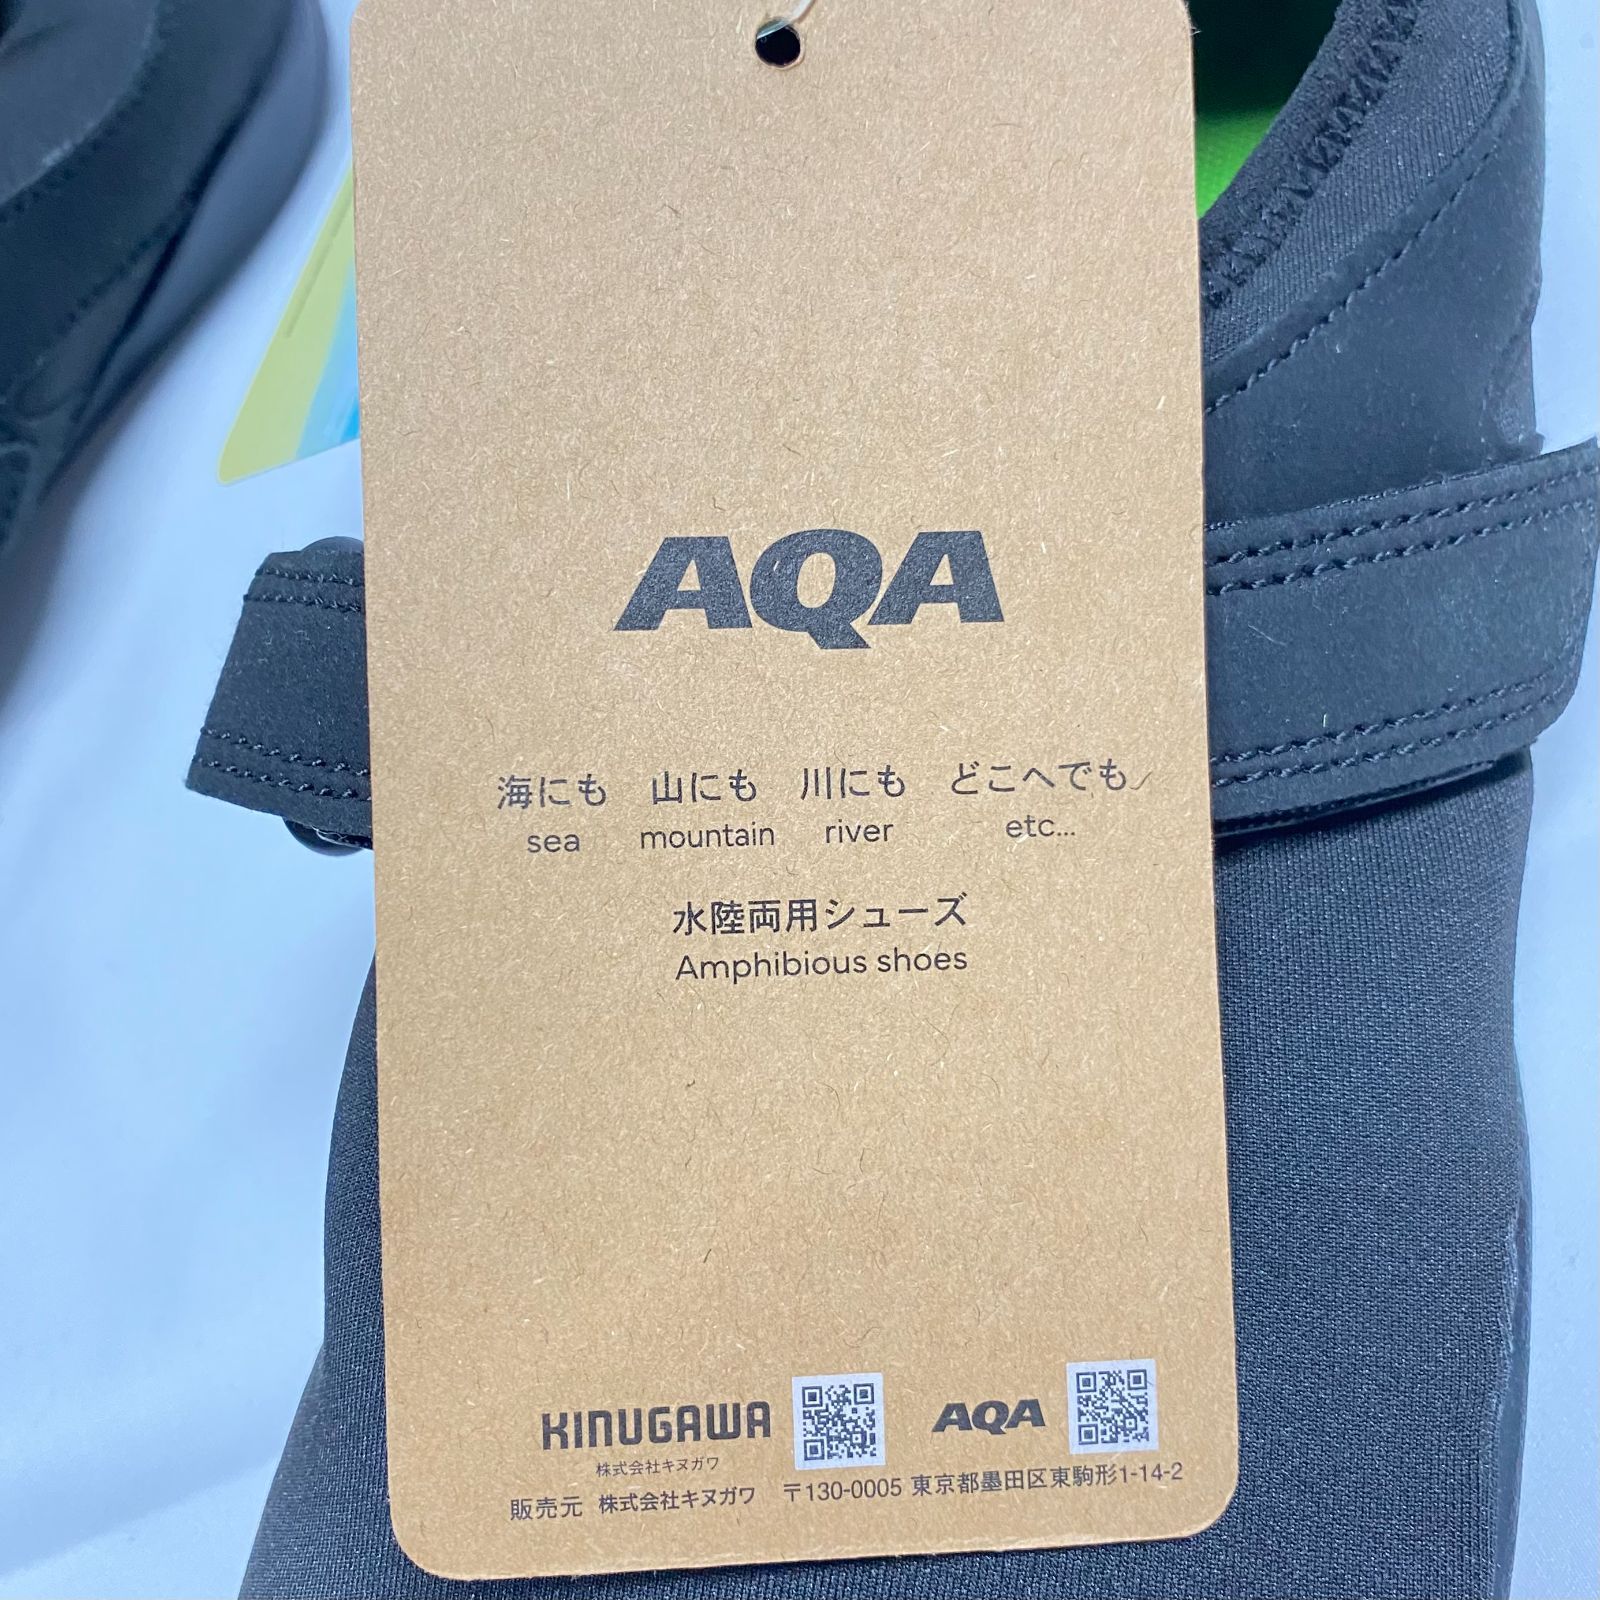 AQA
海にも 山にも 川にも どこへでも
sea mountain river etc...
水陸両用シューズ
Amphibious shoes
KINUGAWA AQA
株式会社キヌガワ
販売元 株式会社キヌガワ 〒130-0005 東京都墨田区東駒形1-14-2